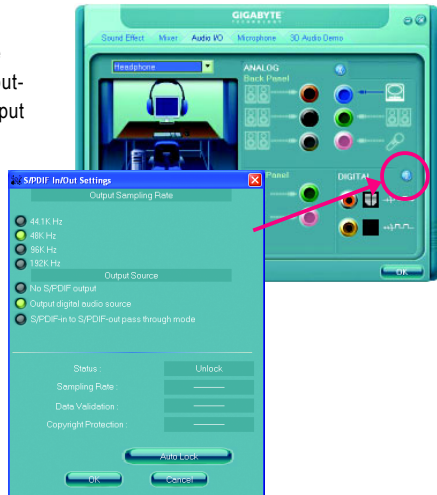 GIGABYTE
TECHNOLOGY
Sound Effect Mixer Audio I/O Microphone 3D Audio Demo
Headphone
ANALOG
Back Panel
out-
put
Panel
DIGITAL
OK
S/PDIF In/Out Settings
Output Sampling Rate
44.1K Hz
48K Hz
96K Hz
192K Hz
Output Source
No S/PDIF output
Output digital audio source
S/PDIF-in to S/PDIF-out pass through mode
Status : Unlock
Sampling Rate :
Data Validation :
Copyright Protection :
Auto Lock
OK Cancel